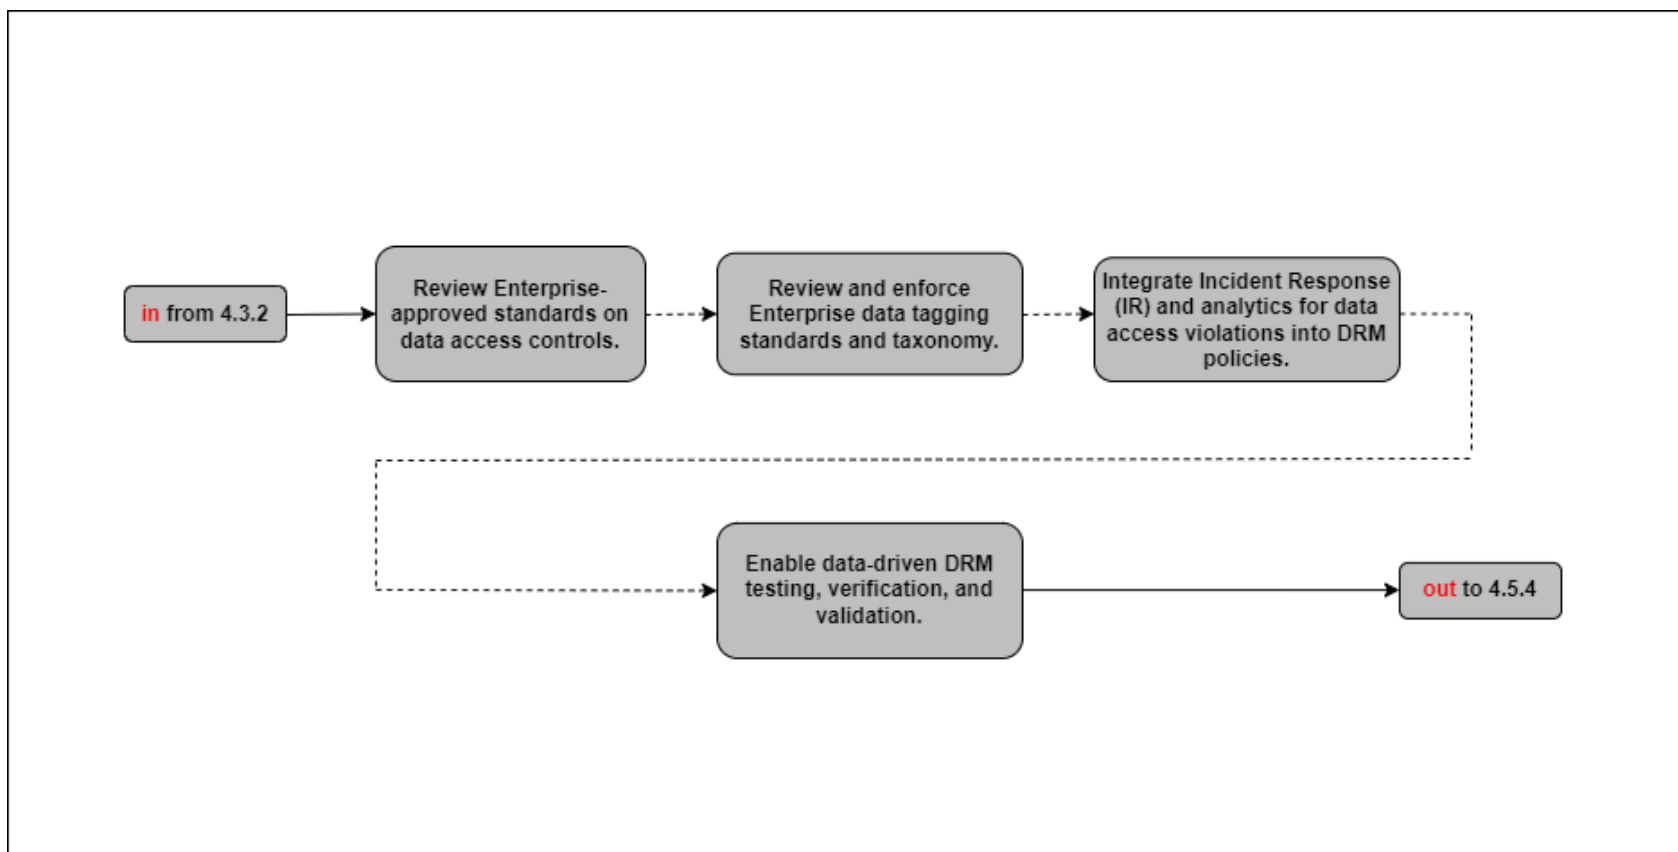 in from 4.3.2
Review Enterprise-
approved standards on
data access controls.
Review and enforce
Enterprise data tagging
standards and taxonomy.
Integrate Incident Response
(IR) and analytics for data
access violations into DRM
policies.
Enable data-driven DRM
testing, verification, and
validation.
out to 4.5.4